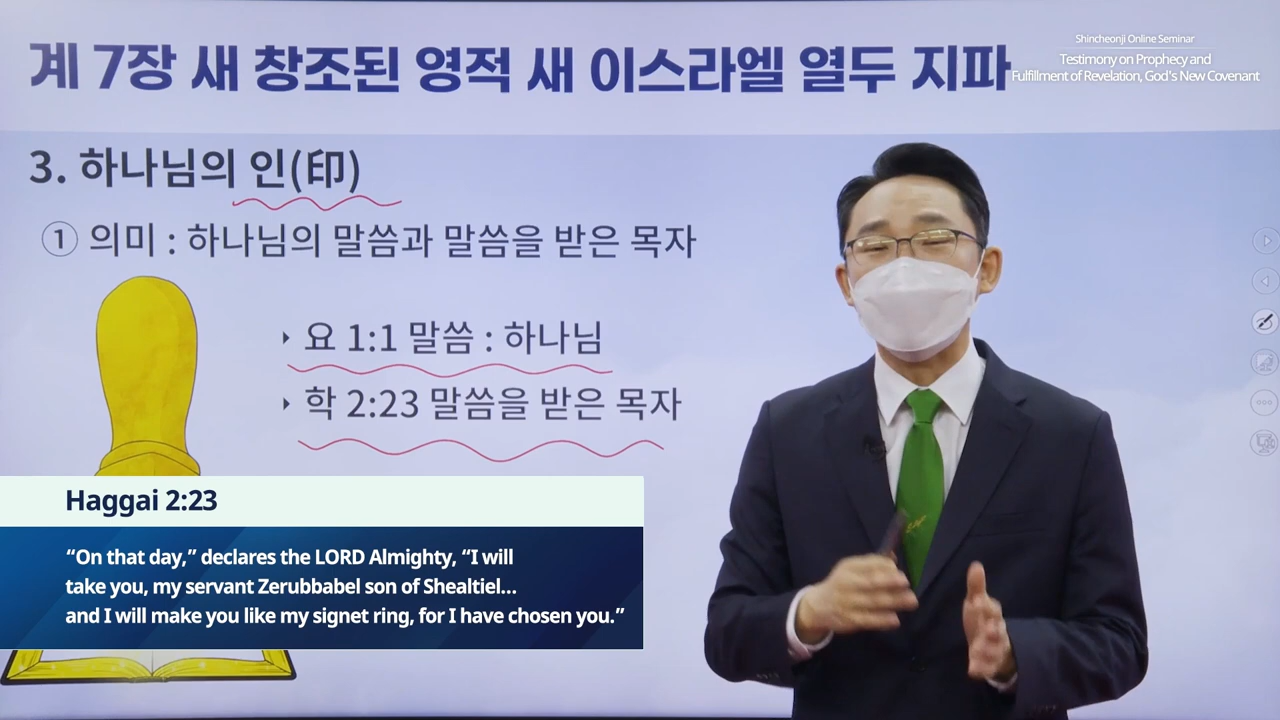 계 7장 새 창조된 영적 새 이스라엘 열두 지파
Shincheonji Online Seminar
Testimony on Prophecy and
Fulfillment of Revelation, God's New Covenant
3. 하나님의 인(印)
① 의미 : 하나님의 말씀과 말씀을 받은 목자
‣ 요 1:1 말씀 : 하나님
‣ 학 2:23 말씀을 받은 목자
Haggai 2:23
“On that day,” declares the LORD Almighty, “I will
take you, my servant Zerubbabel son of Shealtiel...
and I will make you like my signet ring, for I have chosen you.”